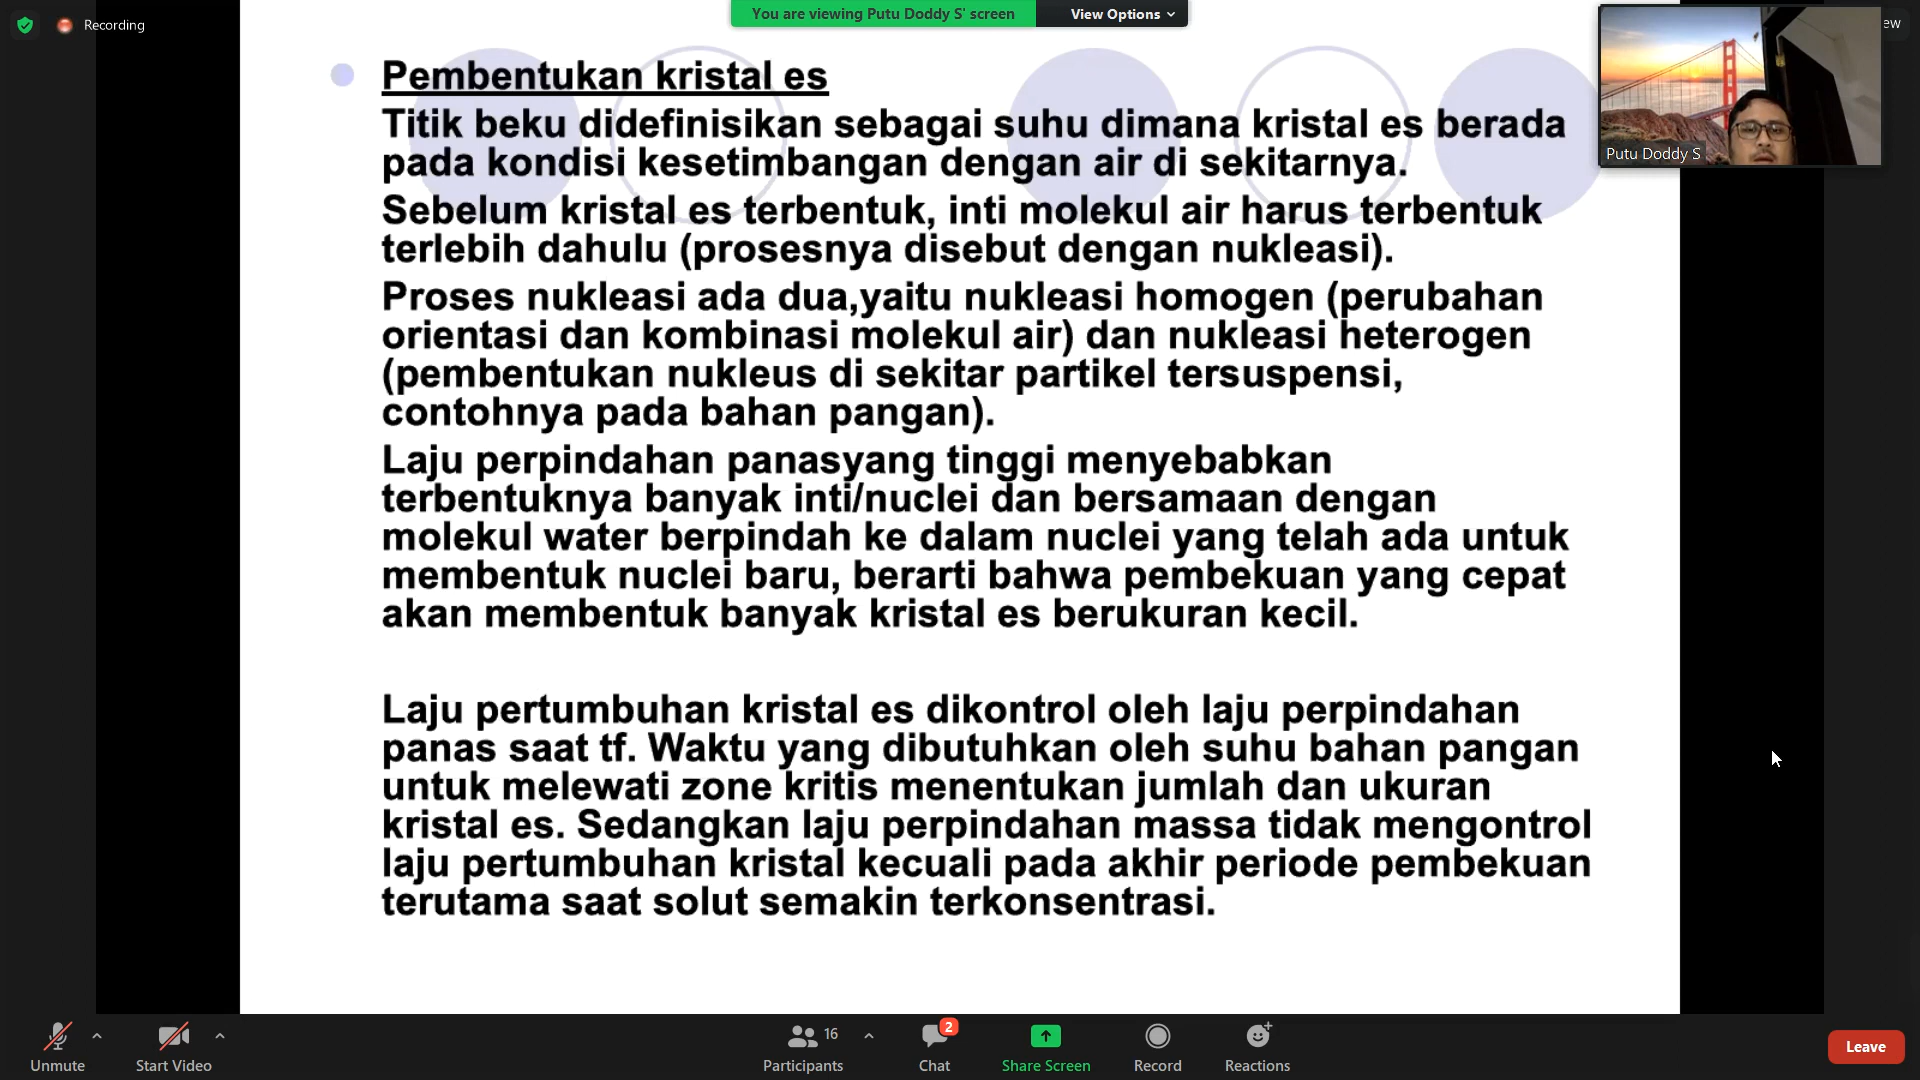 Recording
You are viewing Putu Doddy S' screen
View Options
ew
Putu Doddy S
Pembentukan kristal es
Titik beku didefinisikan sebagai suhu dimana kristal es berada
pada kondisi kesetimbangan dengan air di sekitarnya.
Sebelum kristal es terbentuk, inti molekul air harus terbentuk
terlebih dahulu (prosesnya disebut dengan nukleasi).
Proses nukleasi ada dua,yaitu nukleasi homogen (perubahan
orientasi dan kombinasi molekul air) dan nukleasi heterogen
(pembentukan nukleus di sekitar partikel tersuspensi,
contohnya pada bahan pangan).
Laju perpindahan panasyang tinggi menyebabkan
terbentuknya banyak inti/nuclei dan bersamaan dengan
molekul water berpindah ke dalam nuclei yang telah ada untuk
membentuk nuclei baru, berarti bahwa pembekuan yang cepat
akan membentuk banyak kristal es berukuran kecil.
Laju pertumbuhan kristal es dikontrol oleh laju perpindahan
panas saat tf. Waktu yang dibutuhkan oleh suhu bahan pangan
untuk melewati zone kritis menentukan jumlah dan ukuran
kristal es. Sedangkan laju perpindahan massa tidak mengontrol
laju pertumbuhan kristal kecuali pada akhir periode pembekuan
terutama saat solut semakin terkonsentrasi.
Unmute
Start Video
16
Participants
2
Chat
Share Screen
Record
Reactions
Leave